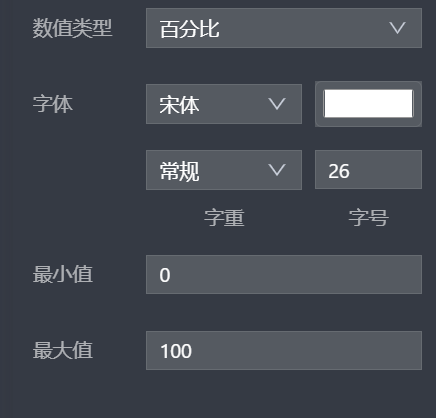 数值类型 百分比
字体 宋体
常规 26
字重 字号
最小值 0
最大值 100